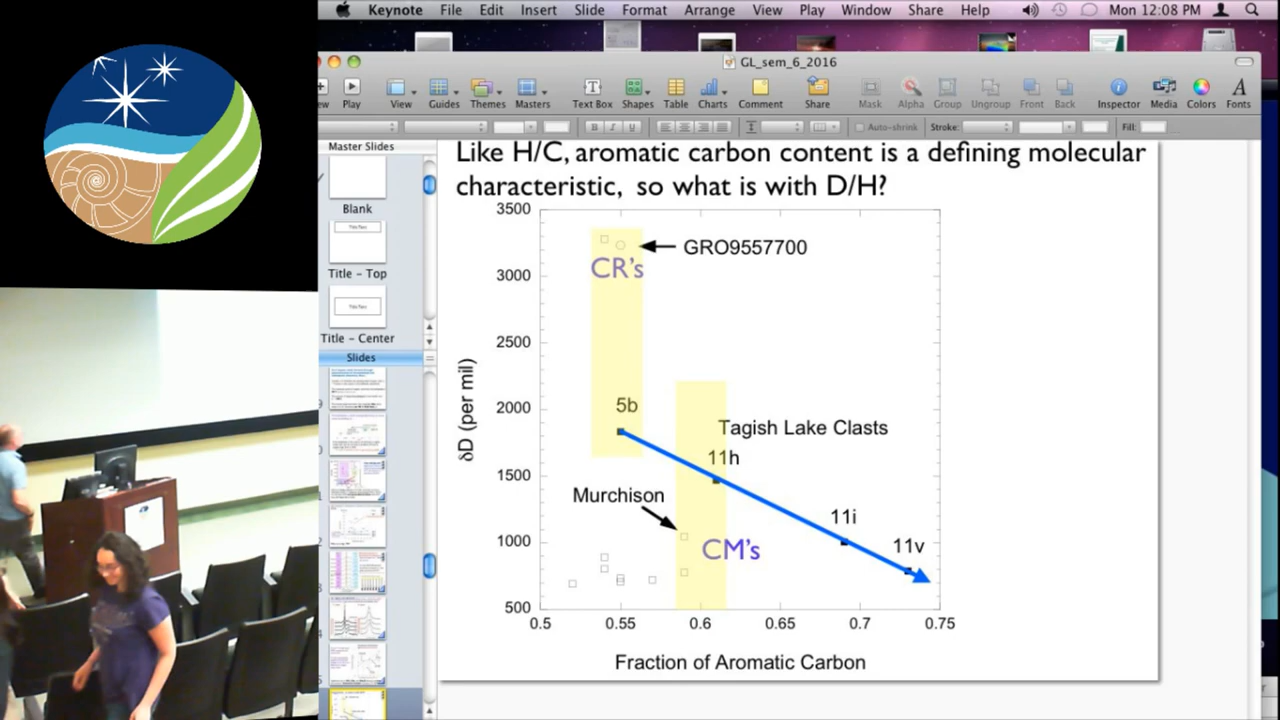 Keynote File Edit Insert Slide Format Arrange View Play Window Share Help Mon 12:08 PM
GL_sem_6_2016
ew Play View Guides Themes Masters Text Box Shapes Table Charts Comment Share Mask Alpha Group Ungroup Front Back Inspector Media Colors Fonts
B I U Auto-shrink Stroke: Fill:
Master Slides
Blank
Title - Top
Title - Center
Slides
Like H/C, aromatic carbon content is a defining molecular
characteristic, so what is with D/H?
3500
3000
2500
2000
1500
1000
500
δD (per mil)
GRO9557700
CR's
5b
Tagish Lake Clasts
11h
Murchison
11i
CM's
11v
0.5 0.55 0.6 0.65 0.7 0.75
Fraction of Aromatic Carbon